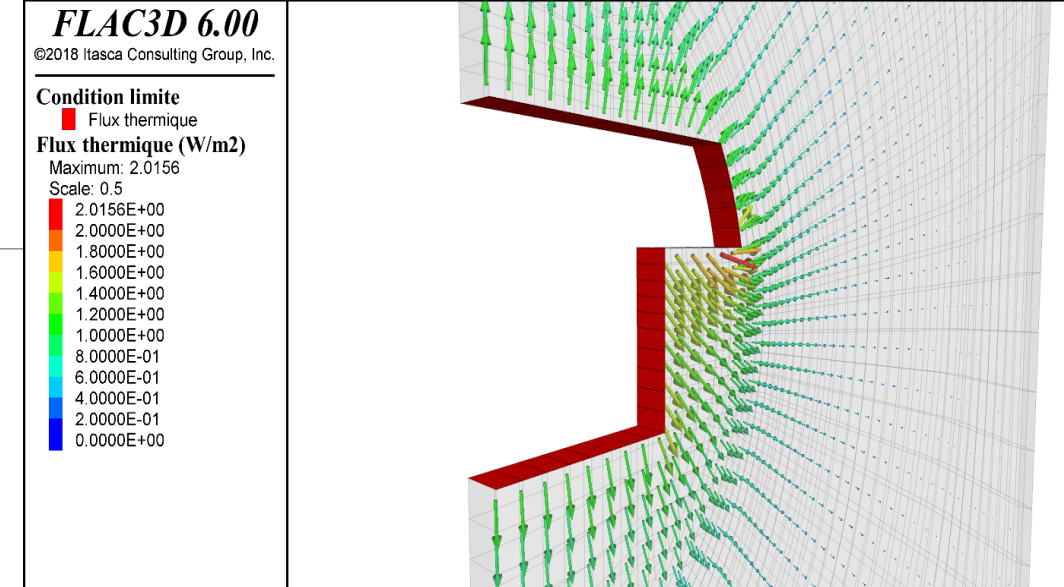 FLAC3D 6.00
©2018 Itasca Consulting Group, Inc.
Condition limite
Flux thermique
Flux thermique (W/m2)
Maximum: 2.0156
Scale: 0.5
2.0156E+00
2.0000E+00
1.8000E+00
1.6000E+00
1.4000E+00
1.2000E+00
1.0000E+00
8.0000E-01
6.0000E-01
4.0000E-01
2.0000E-01
0.0000E+00